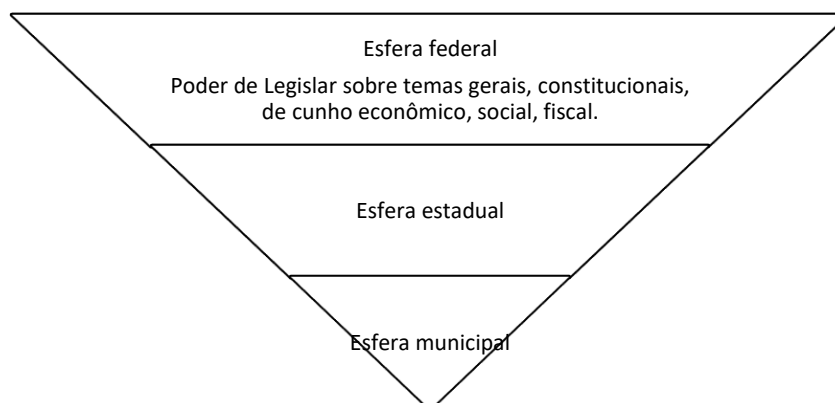 Esfera federal
Poder de Legislar sobre temas gerais, constitucionais,
de cunho econômico, social, fiscal.
Esfera estadual
Esfera municipal